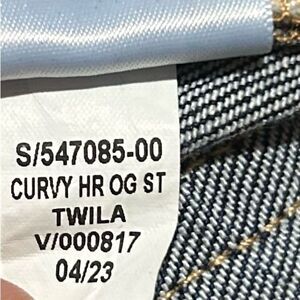 S/547085-00
CURVY HR OG ST
TWILA
V/000817
04/23